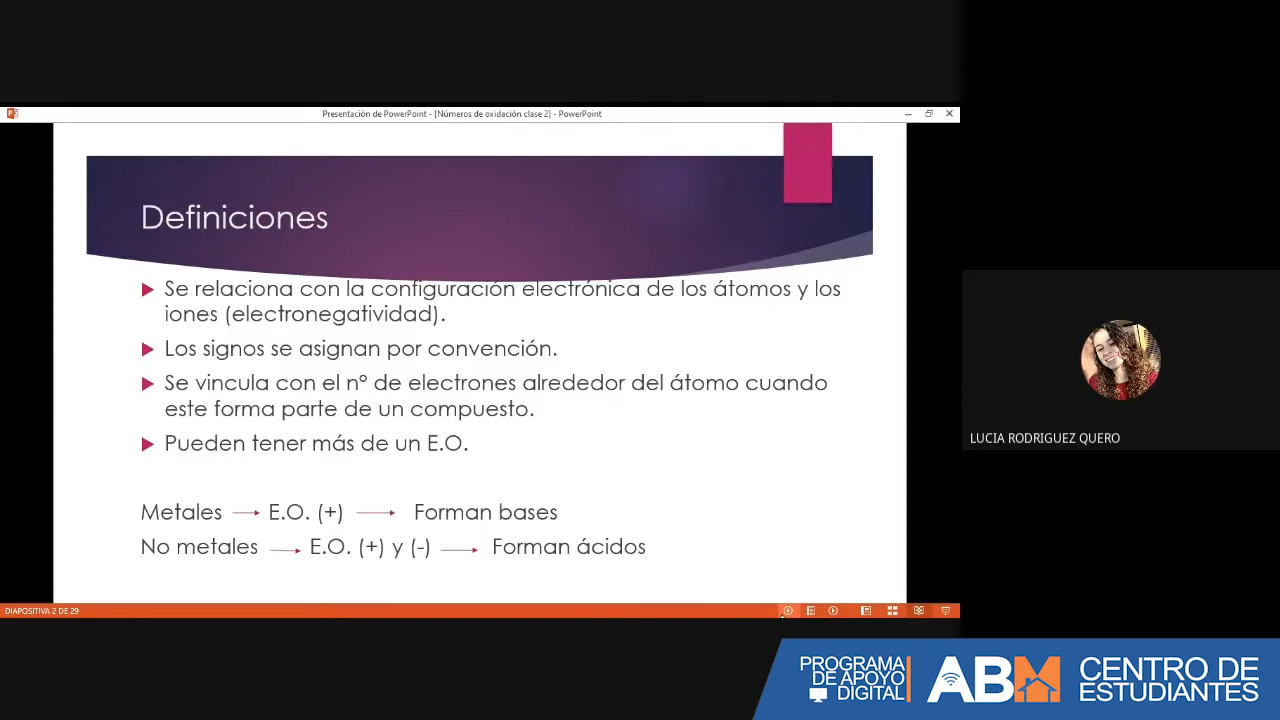 Presentación de PowerPoint - [Números de oxidación clase 2] - PowerPoint
Definiciones
Se relaciona con la configuración electrónica de los átomos y los
iones (electronegatividad).
Los signos se asignan por convención.
Se vincula con el n° de electrones alrededor del átomo cuando
este forma parte de un compuesto.
Pueden tener más de un E.O.
Metales E.O. (+) Forman bases
No metales E.O. (+) y (-) Forman ácidos
DIAPOSITIVA 2 DE 29
LUCIA RODRIGUEZ QUERO
PROGRAMA
DE APOYO
DIGITAL
ABM
CENTRO DE
ESTUDIANTES